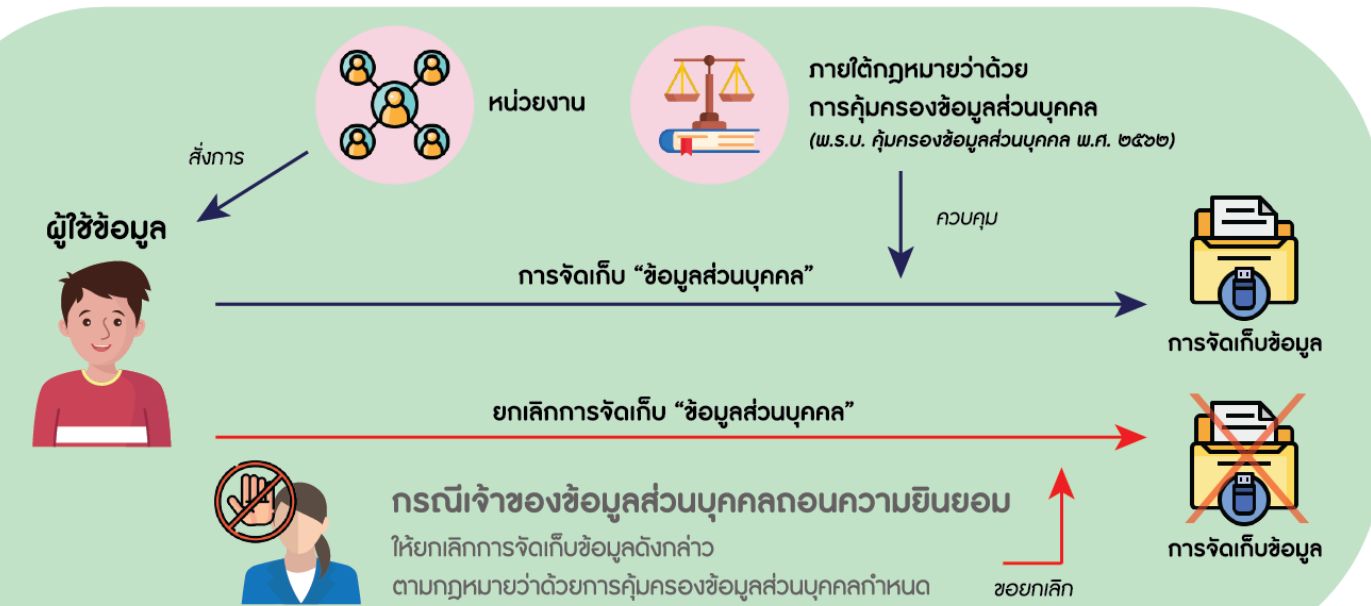 หน่วยงาน
ภายใต้กฎหมายว่าด้วย
การคุ้มครองข้อมูลส่วนบุคคล
(พ.ร.บ. คุ้มครองข้อมูลส่วนบุคคล พ.ศ. ๒๕๖๒)
สั่งการ
ควบคุม
ผู้ใช้ข้อมูล
การจัดเก็บ “ข้อมูลส่วนบุคคล”
การจัดเก็บข้อมูล
ยกเลิกการจัดเก็บ “ข้อมูลส่วนบุคคล”
กรณีเจ้าของข้อมูลส่วนบุคคลถอนความยินยอม
ให้ยกเลิกการจัดเก็บข้อมูลดังกล่าว
ตามกฎหมายว่าด้วยการคุ้มครองข้อมูลส่วนบุคคลกำหนด
ขอยกเลิก
การจัดเก็บข้อมูล